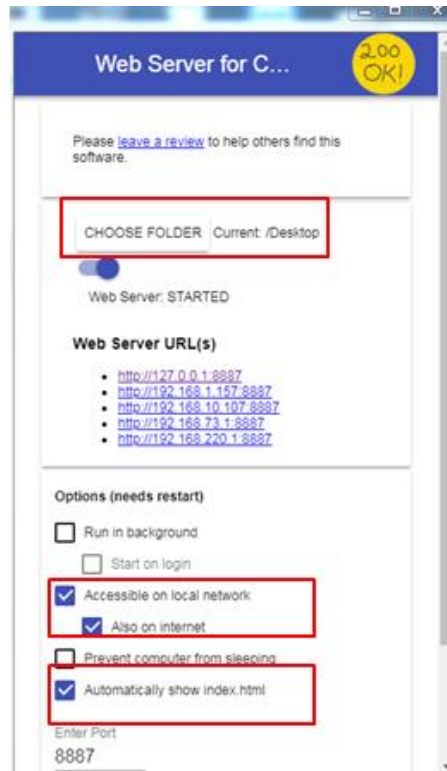 Web Server for C...
200
OK!
Please leave a review to help others find this
software.
CHOOSE FOLDER Current: /Desktop
Web Server: STARTED
Web Server URL(s)
http://127.0.0.1:8887
http://192.168.1.157:8887
http://192.168.10.107:8887
http://192.168.73.1:8887
http://192.168.220.1:8887
Options (needs restart)
Run in background
Start on login
Accessible on local network
Also on internet
Prevent computer from sleeping
Automatically show index.html
Enter Port
8887